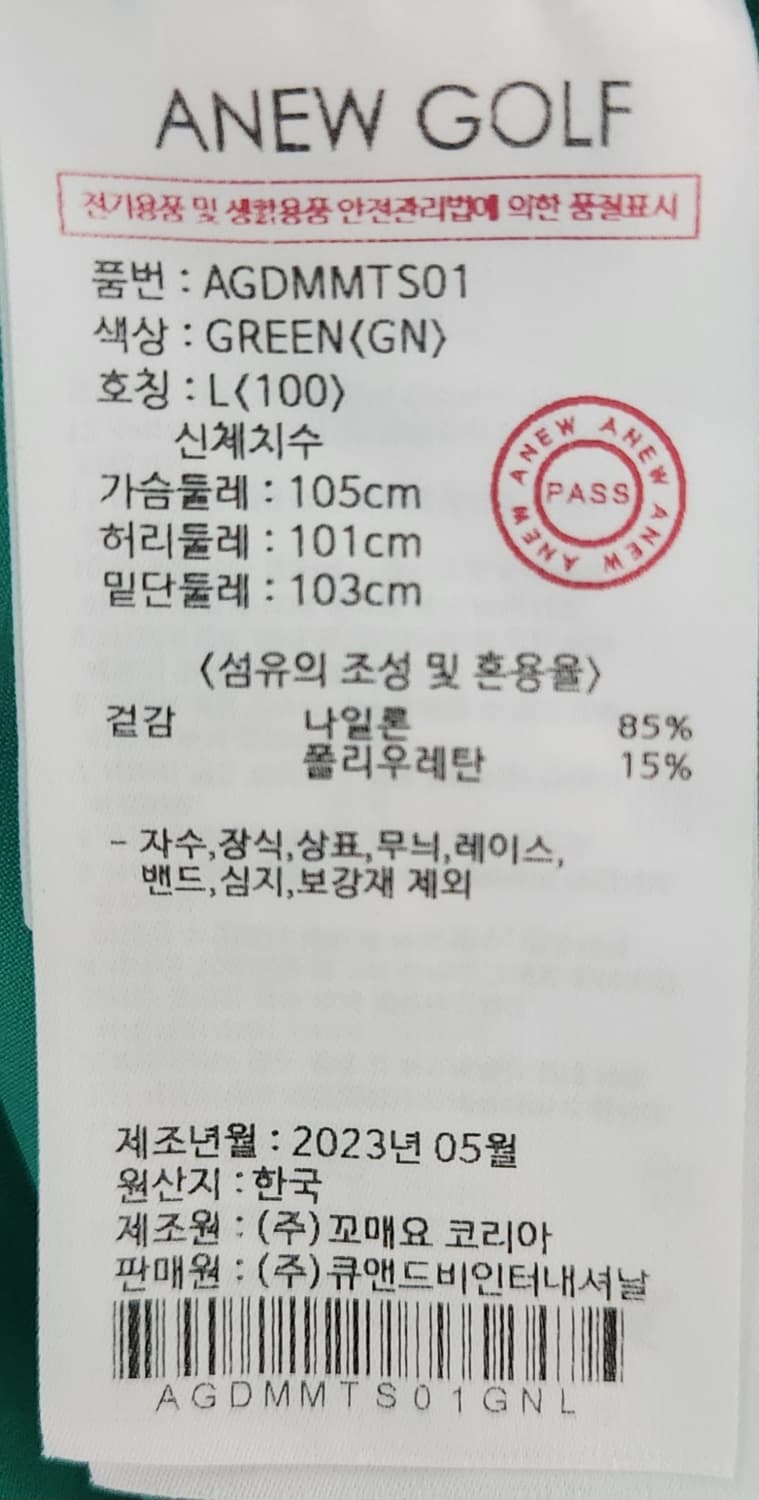 ANEW GOLF
전기용품 및 생활용품 안전관리법에 의한 품질표시
품번 : AGDMMTS01
색상 : GREEN〈GN〉
호칭 : L〈100〉
신체치수
가슴둘레 : 105cm
허리둘레 : 101cm
밑단둘레 : 103cm
ANEW ANEW ANEW ANEW
PASS
〈섬유의 조성 및 혼용율〉
겉감 나일론 85%
폴리우레탄 15%
- 자수,장식,상표,무늬,레이스,
밴드,심지,보강재 제외
제조년월 : 2023년 05월
원산지 : 한국
제조원 : (주)꼬매요 코리아
판매원 : (주)큐앤드비인터내셔날
AGDMMTS01GNL